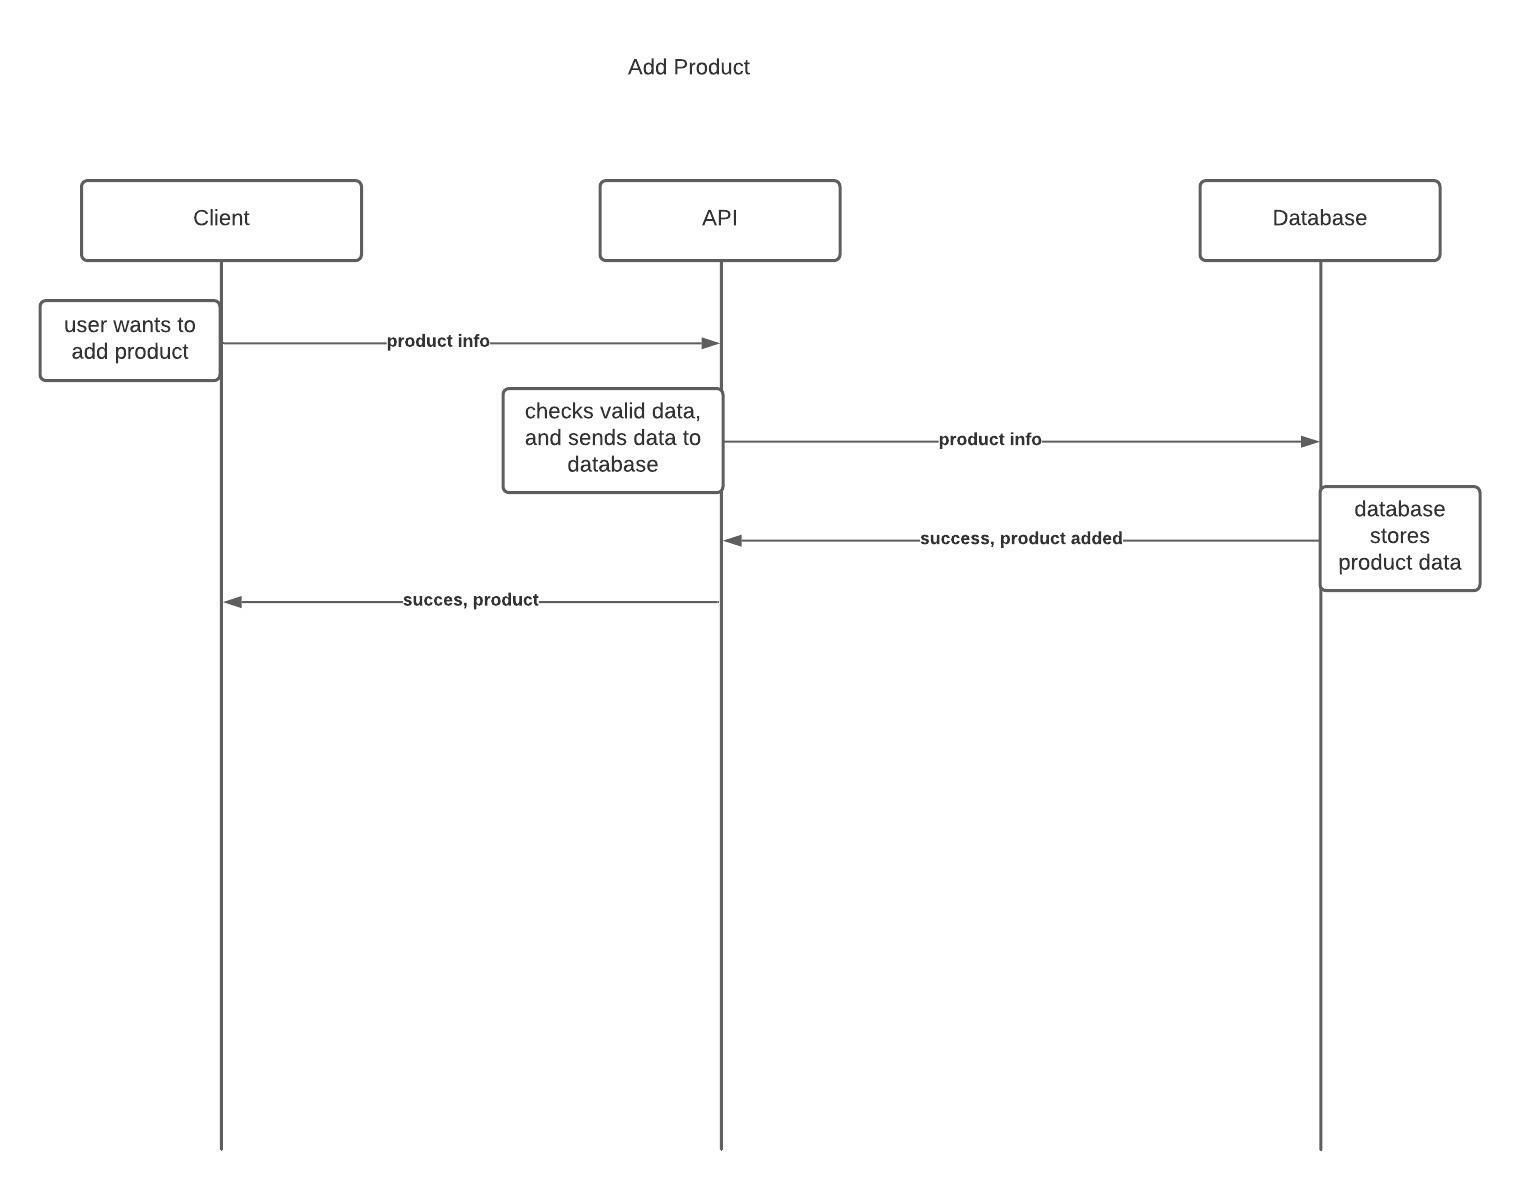 Add Product
Client
API
Database
user wants to
add product
product info
checks valid data,
and sends data to
database
product info
database
stores
product data
success, product added
succes, product